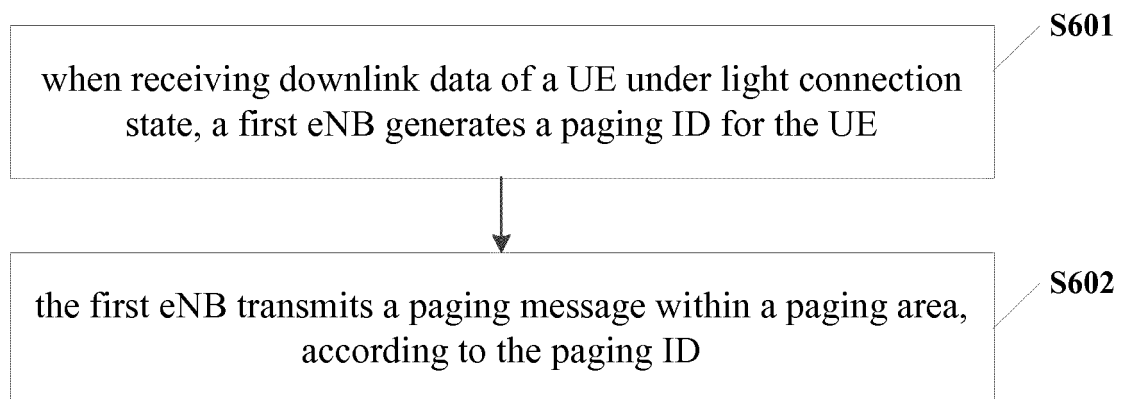 S601
when receiving downlink data of a UE under light connection
state, a first eNB generates a paging ID for the UE
S602
the first eNB transmits a paging message within a paging area,
according to the paging ID